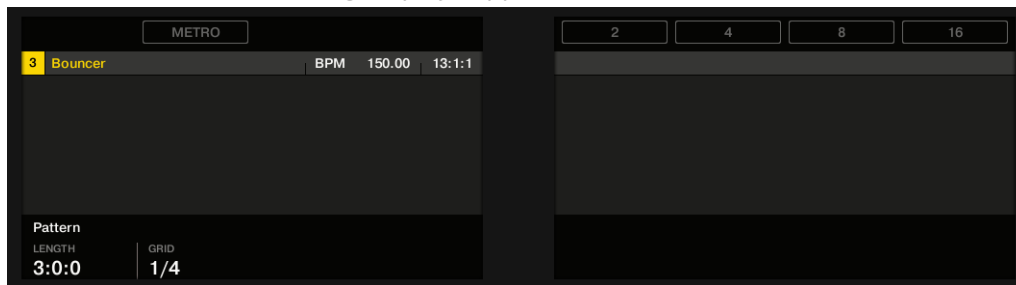 METRO
2 4 8 16
3 Bouncer BPM 150.00 13:1:1
Pattern
LENGTH GRID
3:0:0 1/4